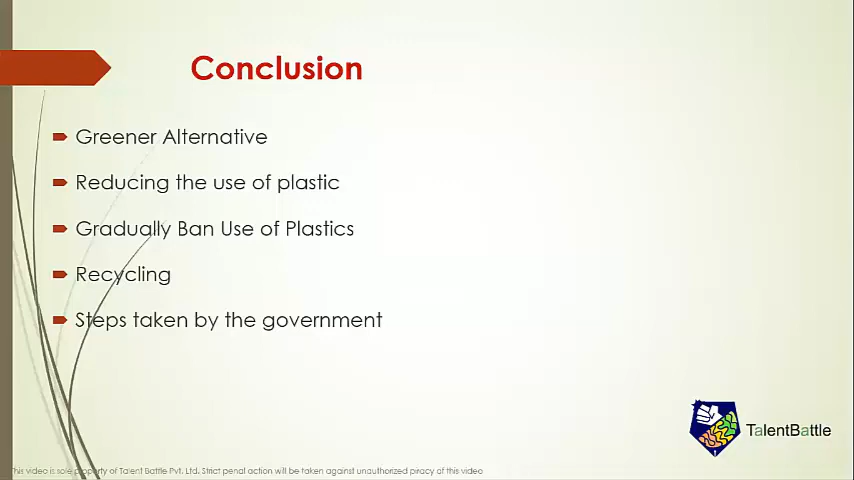 Conclusion
Greener Alternative
Reducing the use of plastic
Gradually Ban Use of Plastics
Recycling
Steps taken by the government
TalentBattle
This video is sole property of Talent Battle Pvt. Ltd. Strict penal action will be taken against unauthorized piracy of this video